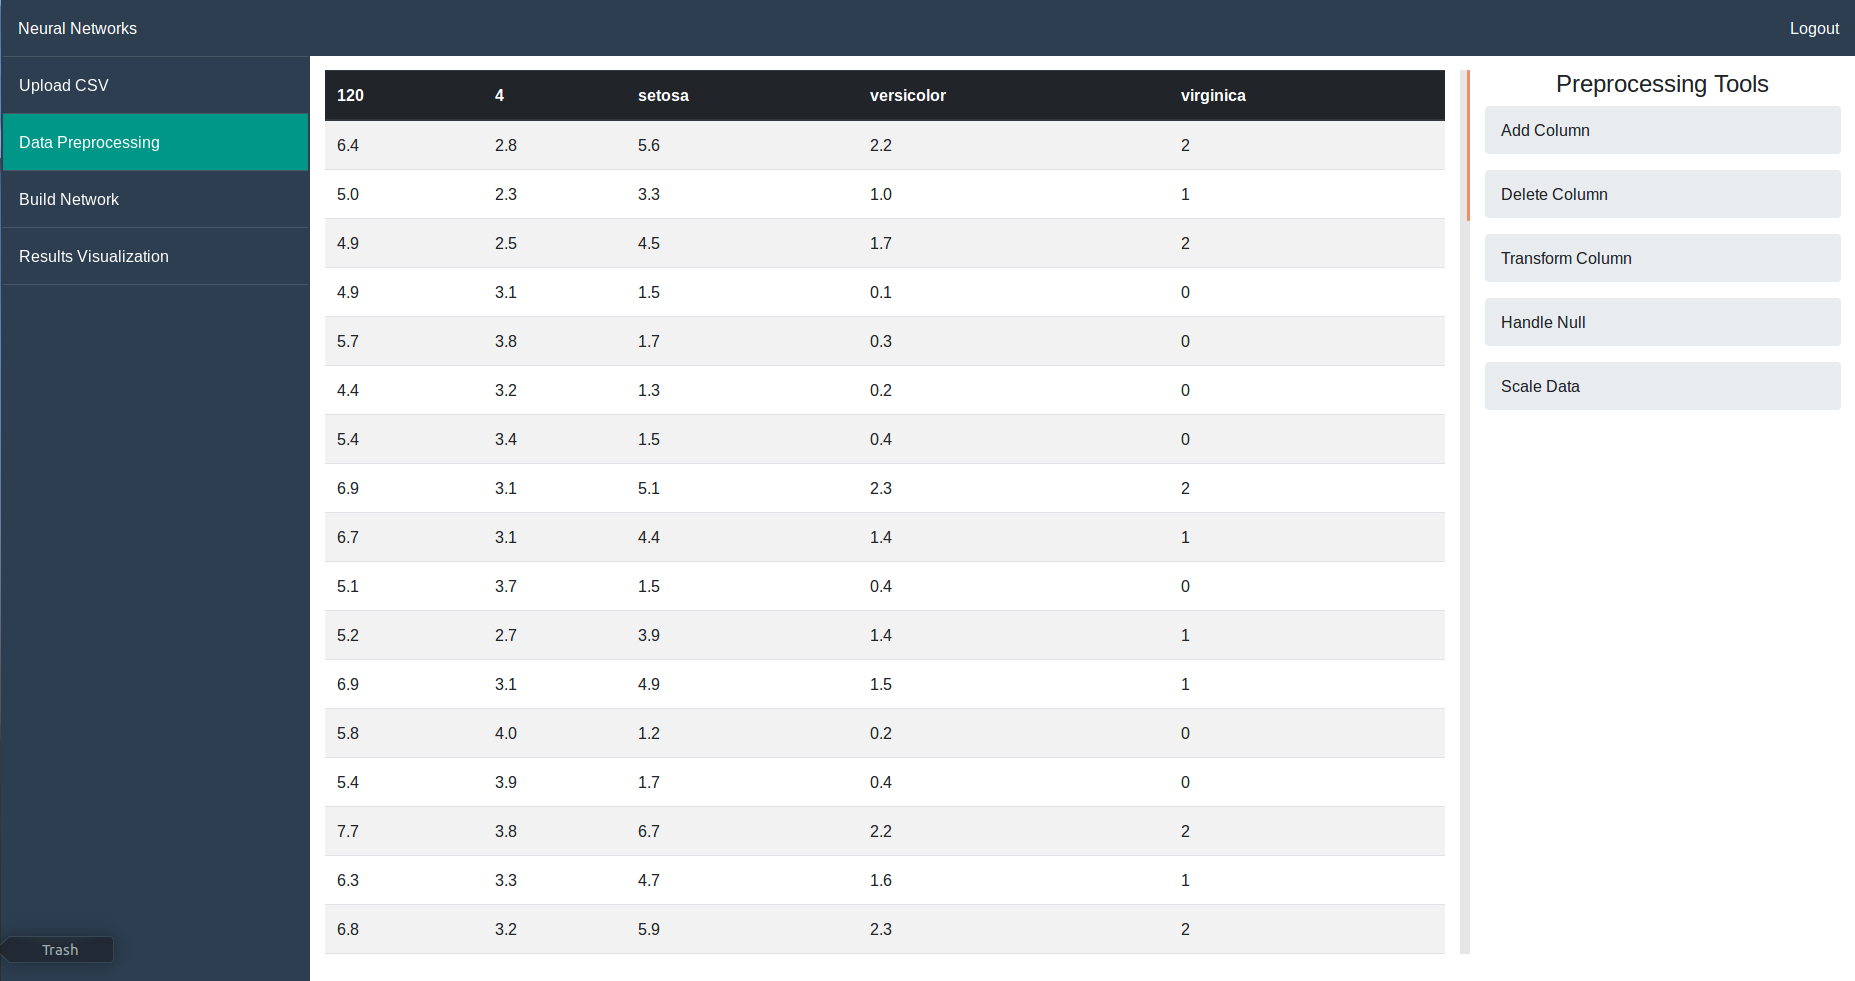 Neural Networks
Logout
Upload CSV
Data Preprocessing
Build Network
Results Visualization
Trash
120 4 setosa versicolor virginica
6.4 2.8 5.6 2.2 2
5.0 2.3 3.3 1.0 1
4.9 2.5 4.5 1.7 2
4.9 3.1 1.5 0.1 0
5.7 3.8 1.7 0.3 0
4.4 3.2 1.3 0.2 0
5.4 3.4 1.5 0.4 0
6.9 3.1 5.1 2.3 2
6.7 3.1 4.4 1.4 1
5.1 3.7 1.5 0.4 0
5.2 2.7 3.9 1.4 1
6.9 3.1 4.9 1.5 1
5.8 4.0 1.2 0.2 0
5.4 3.9 1.7 0.4 0
7.7 3.8 6.7 2.2 2
6.3 3.3 4.7 1.6 1
6.8 3.2 5.9 2.3 2
Preprocessing Tools
Add Column
Delete Column
Transform Column
Handle Null
Scale Data